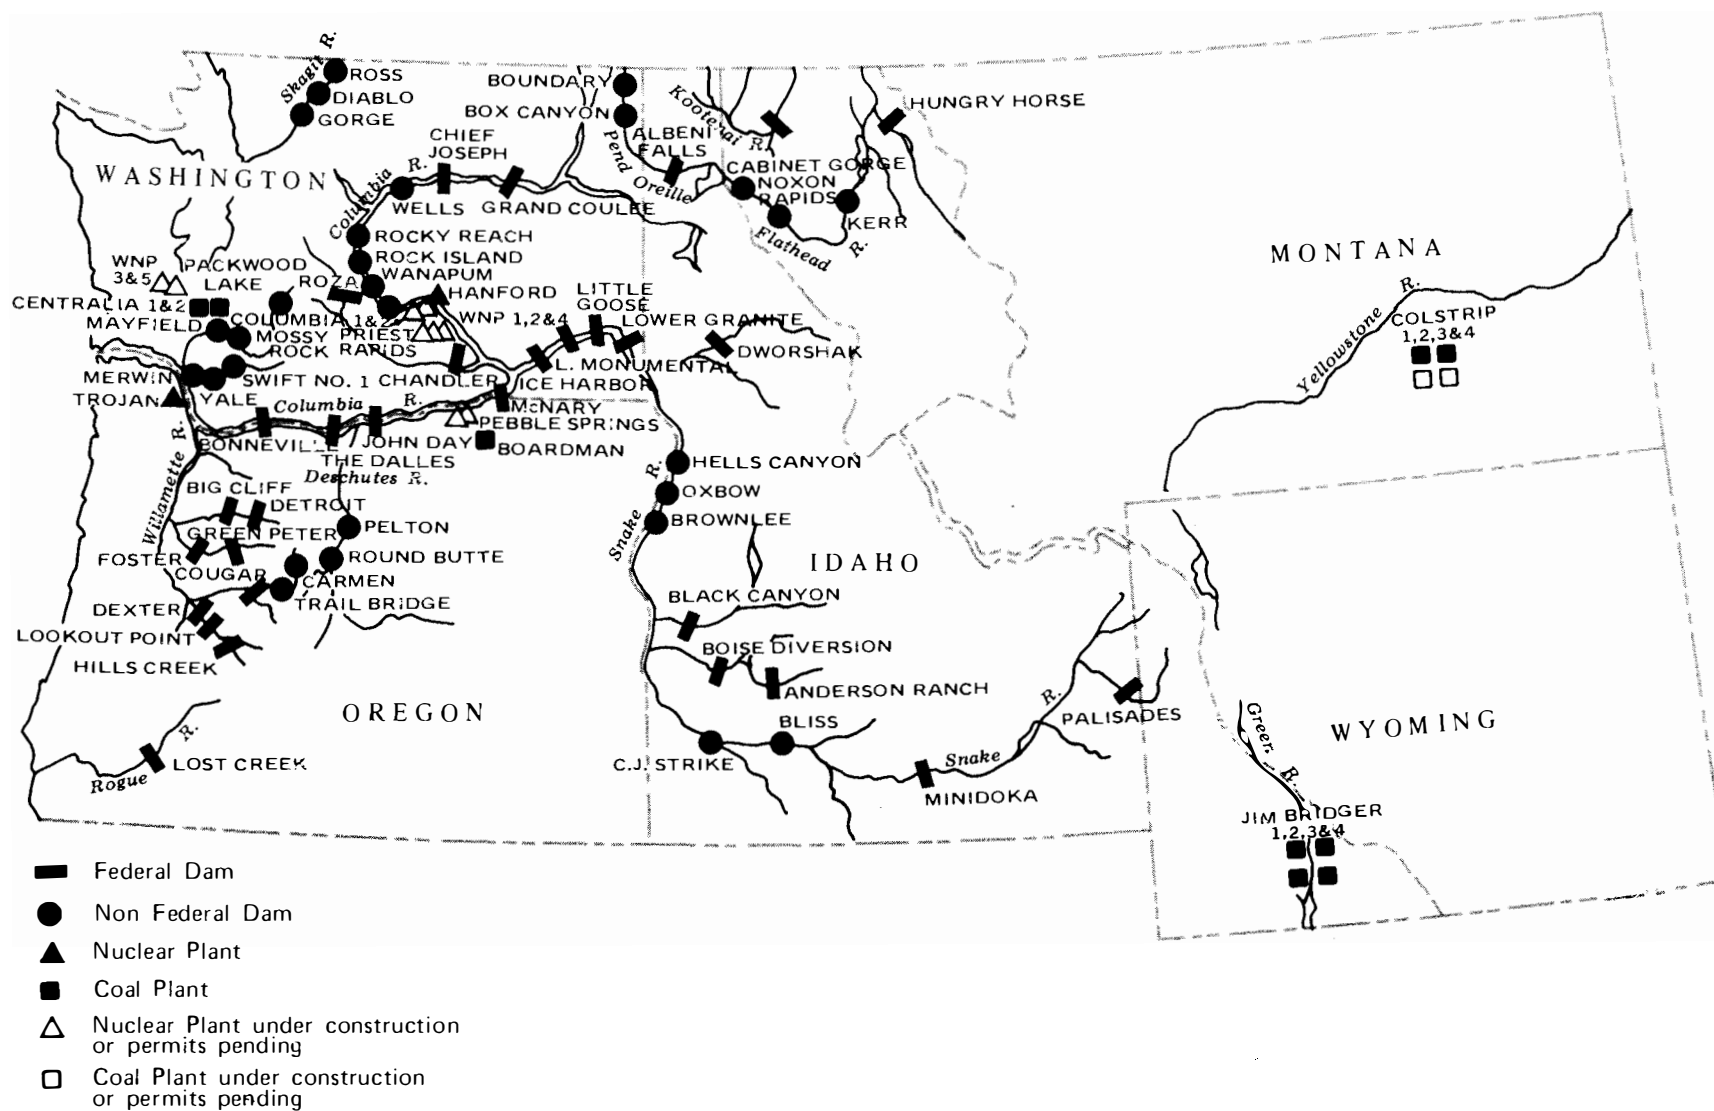 Skagit R.
ROSS
DIABLO
GORGE
BOUNDARY
BOX CANYON
Kootenai R.
HUNGRY HORSE
CHIEF
JOSEPH
ALBENI
FALLS
Pend Oreille
CABINET GORGE
NOXON
RAPIDS
KERR
Flathead R.
WASHINGTON
Columbia R.
WELLS
GRAND COULEE
ROCKY REACH
ROCK ISLAND
WANAPUM
MONTANA
WNP
3&5
PACKWOOD
LAKE
ROZA
HANFORD
LITTLE
GOOSE
CENTRALIA 1&2
COLUMBIA 1&2
WNP 1,2&4
LOWER GRANITE
MAYFIELD
MOSSY
ROCK
PRIEST
RAPIDS
DWORSHAK
L. MONUMENTAL
MERWIN
SWIFT NO. 1
CHANDLER
ICE HARBOR
TROJAN
YALE
Columbia R.
McNARY
PEBBLE SPRINGS
BONNEVILLE
JOHN DAY
BOARDMAN
THE DALLES
Deschutes R.
Yellowstone R.
COLSTRIP
1,2,3&4
Willamette R.
BIG CLIFF
DETROIT
GREEN PETER
PELTON
FOSTER
ROUND BUTTE
COUGAR
CARMEN
TRAIL BRIDGE
DEXTER
LOOKOUT POINT
HILLS CREEK
HELLS CANYON
OXBOW
BROWNLEE
Snake R.
IDAHO
BLACK CANYON
BOISE DIVERSION
ANDERSON RANCH
OREGON
BLISS
C.J. STRIKE
Snake R.
PALISADES
MINIDOKA
LOST CREEK
Rogue R.
WYOMING
Green R.
JIM BRIDGER
1,2,3&4
Federal Dam
Non Federal Dam
Nuclear Plant
Coal Plant
Nuclear Plant under construction
or permits pending
Coal Plant under construction
or permits pending